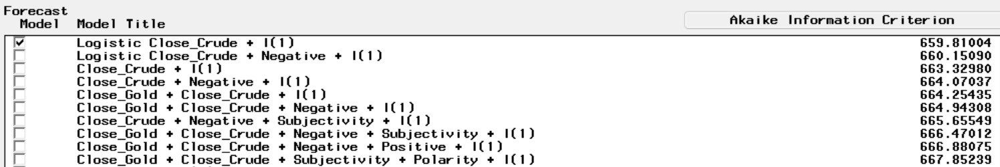 Forecast
Model Model Title Akaike Information Criterion
Logistic Close_Crude + I(1) 659.81004
Logistic Close_Crude + Negative + I(1) 660.15090
Close_Crude + I(1) 663.32980
Close_Crude + Negative + I(1) 664.07037
Close_Gold + Close_Crude + I(1) 664.25435
Close_Gold + Close_Crude + Negative + I(1) 664.94308
Close_Crude + Negative + Subjectivity + I(1) 665.65549
Close_Gold + Close_Crude + Negative + Subjectivity + I(1) 666.47012
Close_Gold + Close_Crude + Negative + Positive + I(1) 666.88075
Close_Gold + Close_Crude + Subjectivity + Polarity + I(1) 667.85239